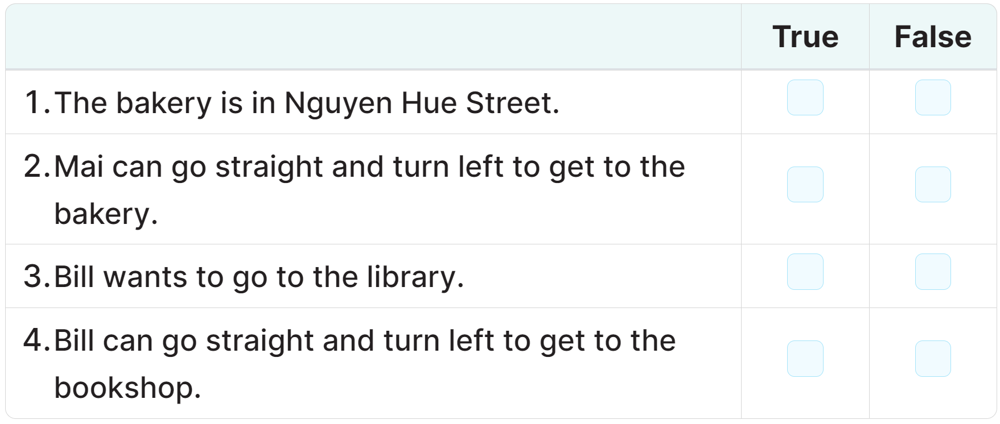 True False
1. The bakery is in Nguyen Hue Street.
2. Mai can go straight and turn left to get to the
bakery.
3. Bill wants to go to the library.
4. Bill can go straight and turn left to get to the
bookshop.